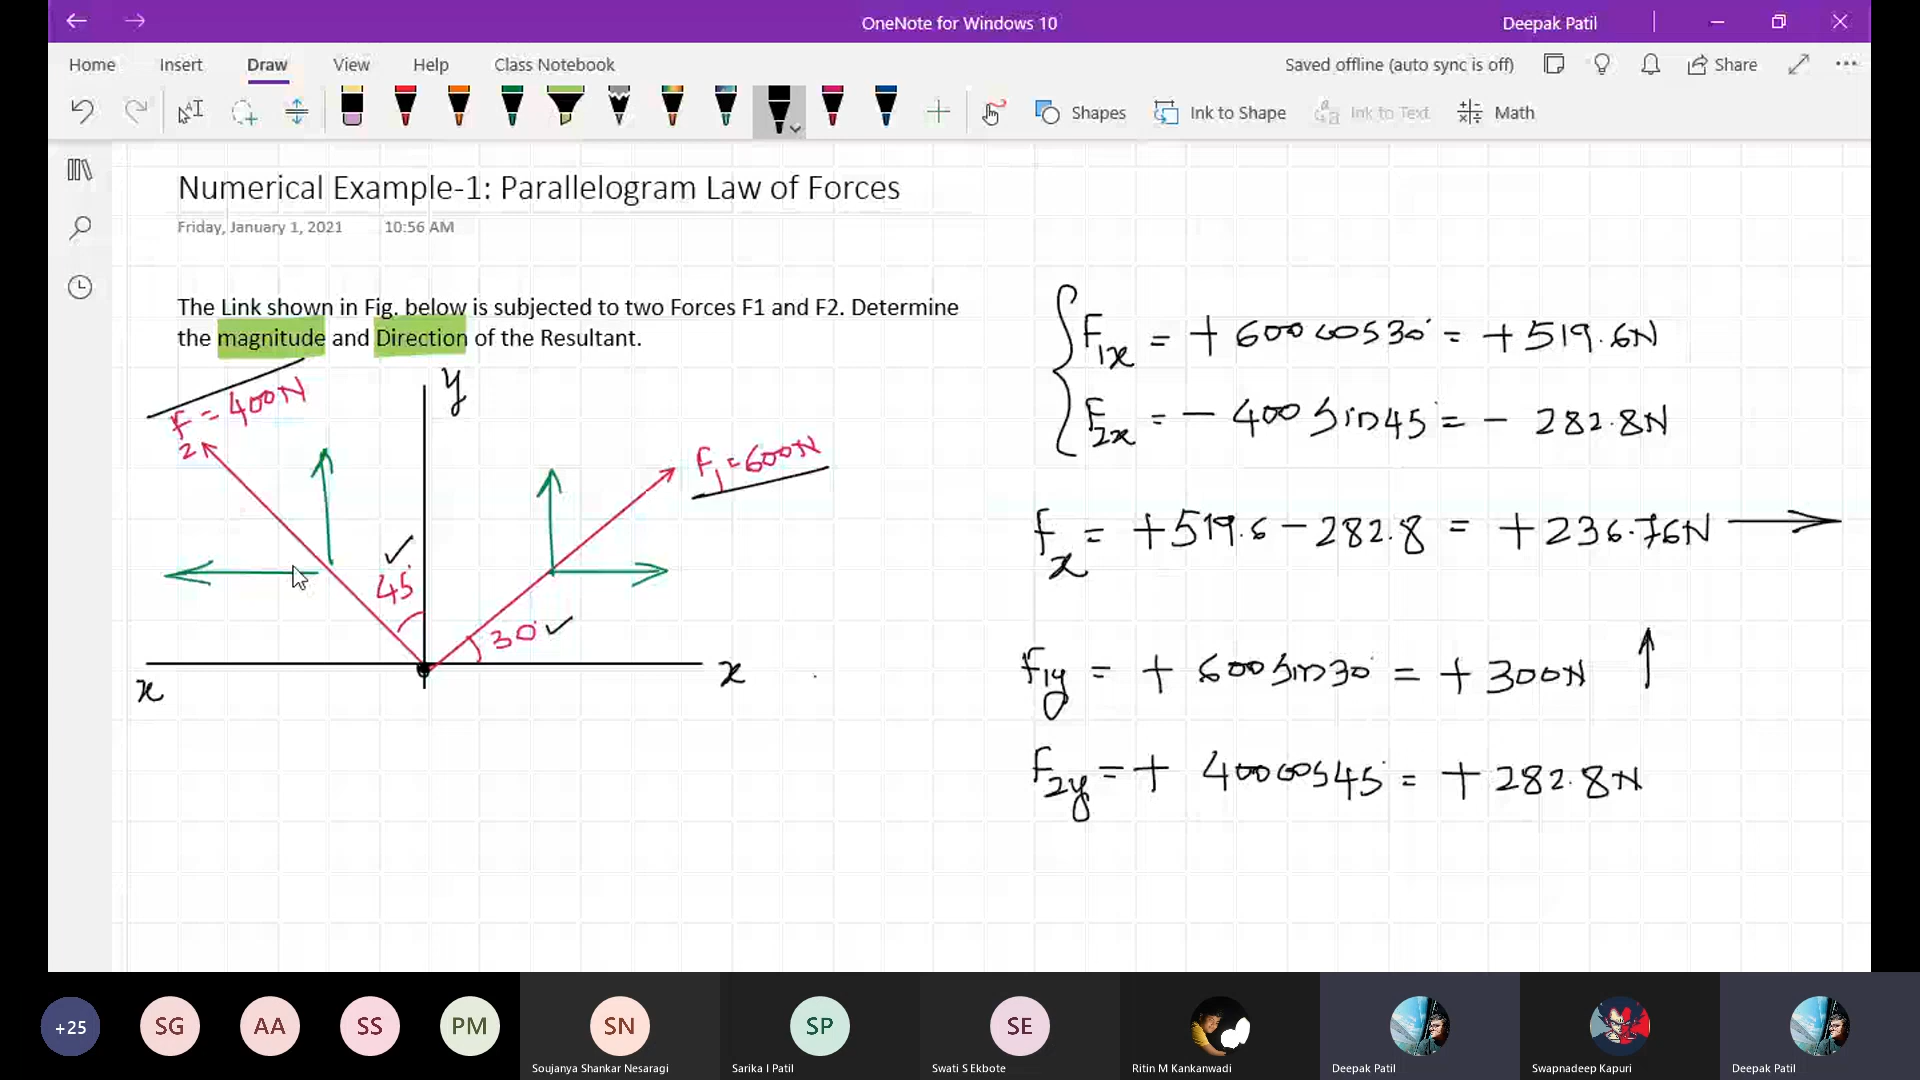 OneNote for Windows 10
Deepak Patil
Home Insert Draw View Help Class Notebook
Saved offline (auto sync is off)
Share
Shapes
Ink to Shape
Ink to Text
Math
Numerical Example-1: Parallelogram Law of Forces
Friday, January 1, 2021 10:56 AM
The Link shown in Fig. below is subjected to two Forces F1 and F2. Determine
the magnitude and Direction of the Resultant.
F2 = 400N
y
F1 = 600N
45°
30°
x
x
F1x = + 600 cos30° = + 519.6N
F2x = - 400 Sin45° = - 282.8N
Fx = +519.6 - 282.8 = +236.76N
F1y = + 600 Sin30° = + 300N
F2y = + 400 cos45° = + 282.8N
+25
SG
AA
SS
PM
SN
SP
SE
Soujanya Shankar Nesaragi
Sarika I Patil
Swati S Ekbote
Ritin M Kankanwadi
Deepak Patil
Swapnadeep Kapuri
Deepak Patil